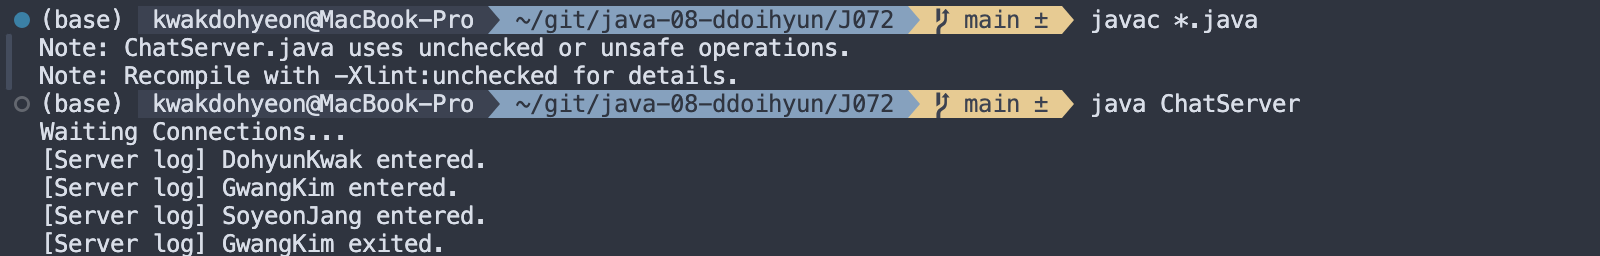 (base) kwakdohyeon@MacBook-Pro ~/git/java-08-ddoihyun/J072 main ± javac *.java
Note: ChatServer.java uses unchecked or unsafe operations.
Note: Recompile with -Xlint:unchecked for details.
(base) kwakdohyeon@MacBook-Pro ~/git/java-08-ddoihyun/J072 main ± java ChatServer
Waiting Connections...
[Server log] DohyunKwak entered.
[Server log] GwangKim entered.
[Server log] SoyeonJang entered.
[Server log] GwangKim exited.